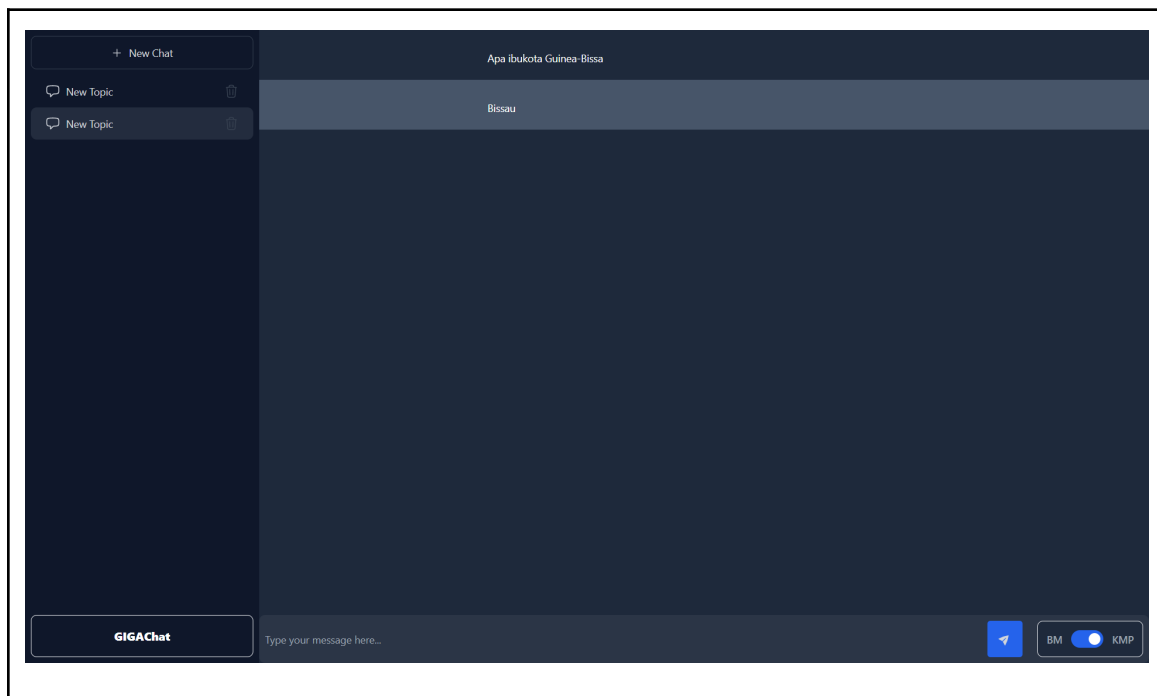 + New Chat
New Topic
New Topic
GIGAChat
Apa ibukota Guinea-Bissa
Bissau
Type your message here...
BM KMP